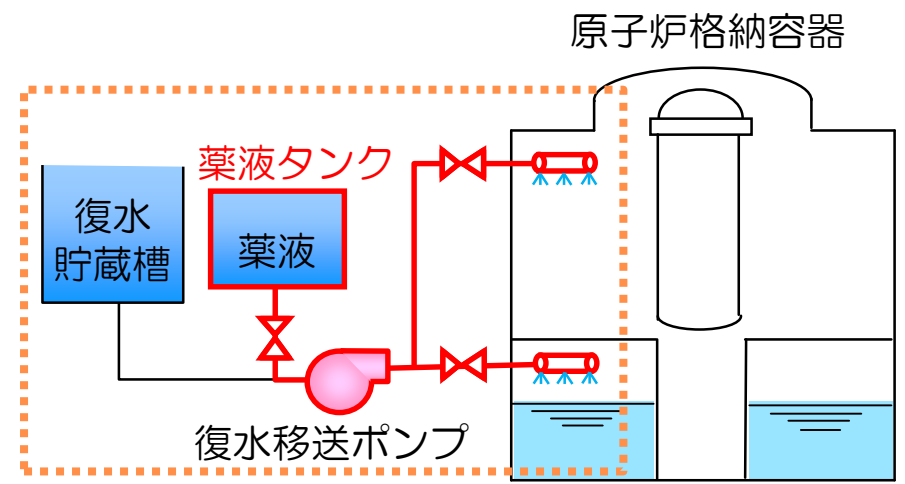 原子炉格納容器
薬液タンク
復水
貯蔵槽
薬液
復水移送ポンプ